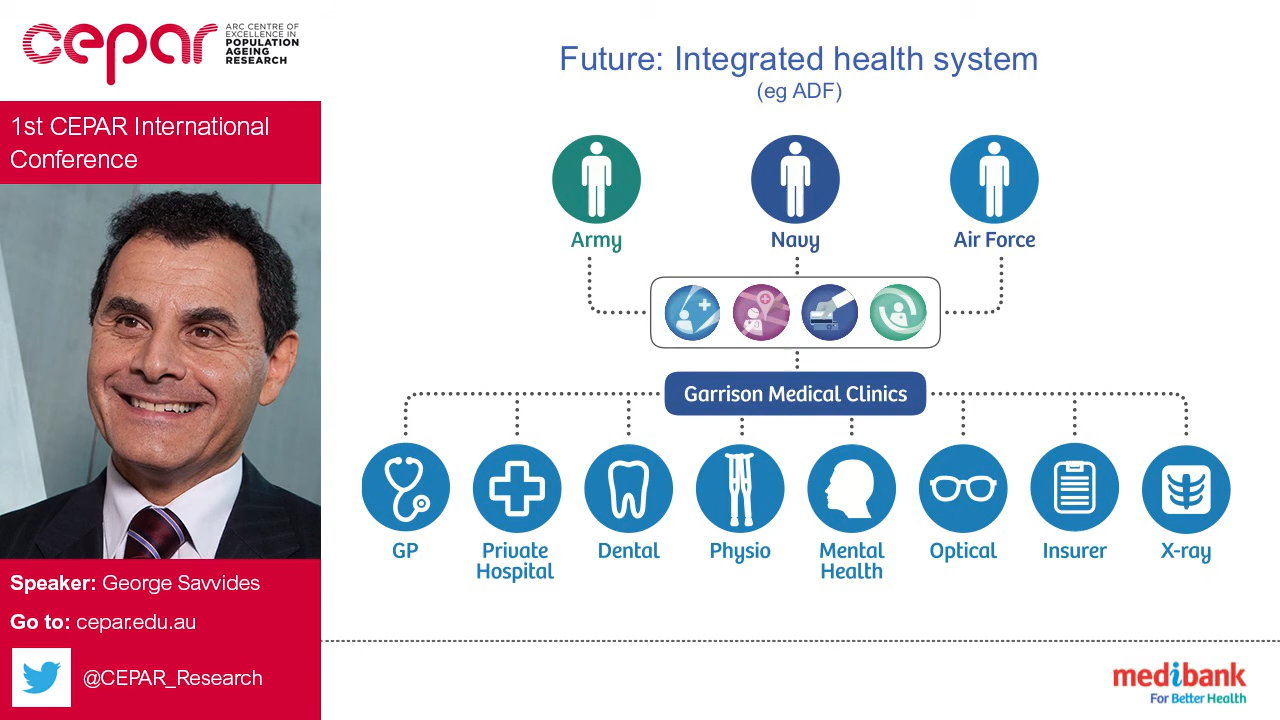 cepar
ARC CENTRE OF
EXCELLENCE IN
POPULATION
AGEING
RESEARCH
1st CEPAR International
Conference
Speaker: George Savvides
Go to: cepar.edu.au
@CEPAR_Research
Future: Integrated health system
(eg ADF)
Army
Navy
Air Force
Garrison Medical Clinics
GP
Private
Hospital
Dental
Physio
Mental
Health
Optical
Insurer
X-ray
medibank
For Better Health